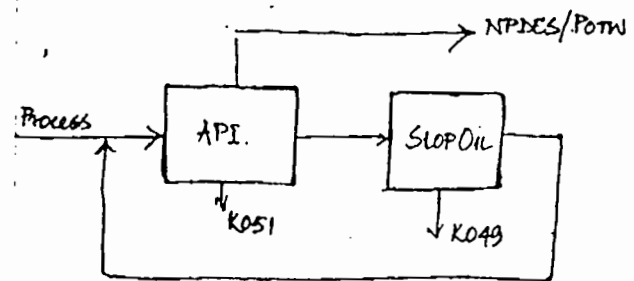 NPDES/POTW
Process
API.
SLOP OIL
K051
K049